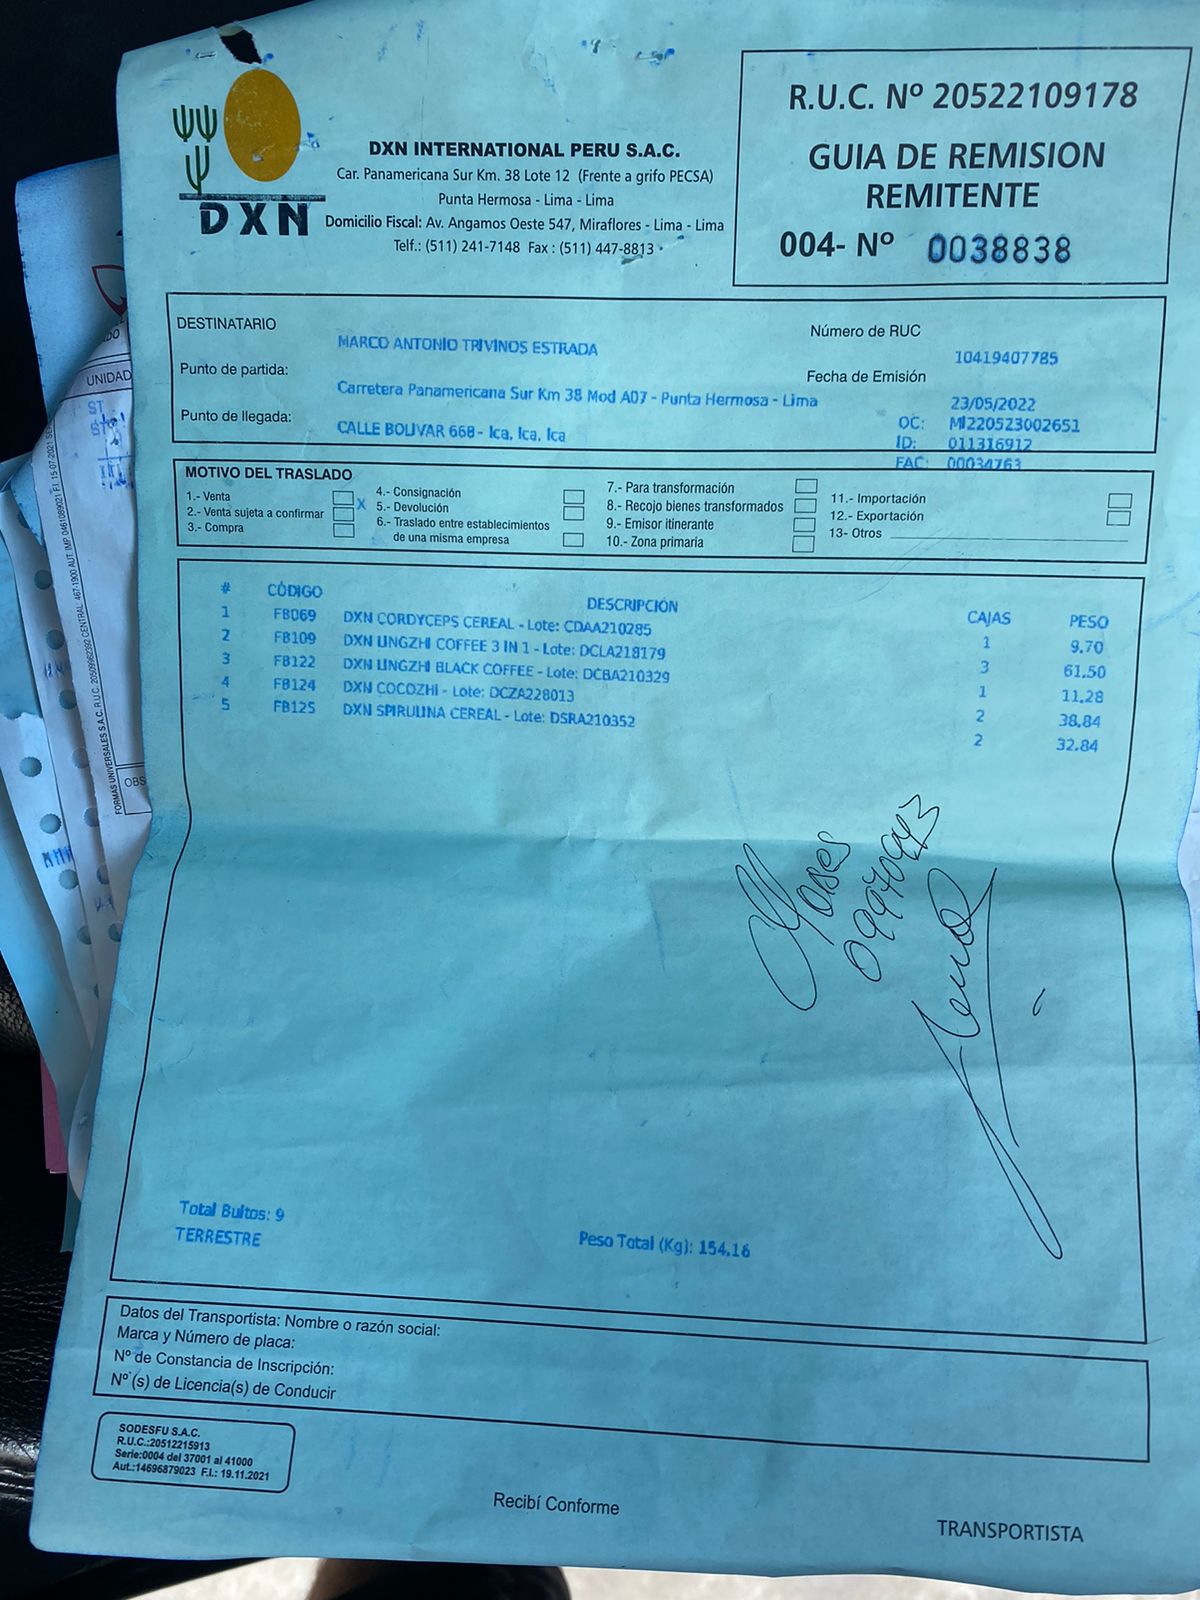 DXN
DXN INTERNATIONAL PERU S.A.C.
Car. Panamericana Sur Km. 38 Lote 12 (Frente a grifo PECSA)
Punta Hermosa - Lima - Lima
Domicilio Fiscal: Av. Angamos Oeste 547, Miraflores - Lima - Lima
Telf.: (511) 241-7148 Fax : (511) 447-8813
R.U.C. Nº 20522109178
GUIA DE REMISION
REMITENTE
004- Nº 0038838
DESTINATARIO MARCO ANTONIO TRIVINOS ESTRADA
Número de RUC 10419407785
Punto de partida: Carretera Panamericana Sur Km 38 Mod A07 - Punta Hermosa - Lima
Fecha de Emisión 23/05/2022
Punto de llegada: CALLE BOLIVAR 668 - Ica, Ica, Ica
OC: MI220523002651
ID: 011316912
FAC: 00034763
MOTIVO DEL TRASLADO
1.- Venta X
2.- Venta sujeta a confirmar
3.- Compra
4.- Consignación
5.- Devolución
6.- Traslado entre establecimientos
de una misma empresa
7.- Para transformación
8.- Recojo bienes transformados
9.- Emisor itinerante
10.- Zona primaria
11.- Importación
12.- Exportación
13- Otros
# CÓDIGO DESCRIPCIÓN CAJAS PESO
1 FB069 DXN CORDYCEPS CEREAL - Lote: CDAA210285 1 9.70
2 FB109 DXN LINGZHI COFFEE 3 IN 1 - Lote: DCLA218179 3 61.50
3 FB122 DXN LINGZHI BLACK COFFEE - Lote: DCBA210329 1 11.28
4 FB124 DXN COCOZHI - Lote: DCZA228013 2 38.84
5 FB125 DXN SPIRULINA CEREAL - Lote: DSRA210352 2 32.84
Moises
09970943
Total Bultos: 9
TERRESTRE
Peso Total (Kg): 154.16
Datos del Transportista: Nombre o razón social:
Marca y Número de placa:
Nº de Constancia de Inscripción:
Nº (s) de Licencia(s) de Conducir
SODESFU S.A.C.
R.U.C.:20512215913
Serie:0004 del 37001 al 41000
Aut.:14696879023 F.I.: 19.11.2021
Recibí Conforme
TRANSPORTISTA
UNIDAD
OBS